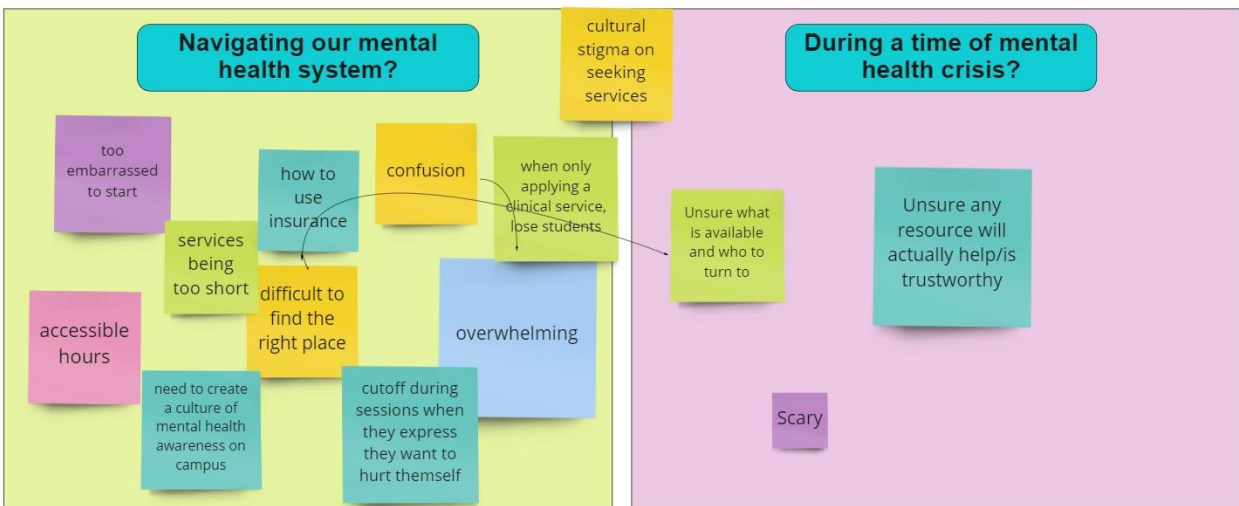 Navigating our mental
health system?
too
embarrassed
to start
how to
use
insurance
confusion
when only
applying a
clinical service,
lose students
services
being
too short
difficult to
find the
right place
overwhelming
accessible
hours
need to create
a culture of
mental health
awareness on
campus
cutoff during
sessions when
they express
they want to
hurt themself
cultural
stigma on
seeking
services
During a time of mental
health crisis?
Unsure what
is available
and who to
turn to
Unsure any
resource will
actually help/is
trustworthy
Scary